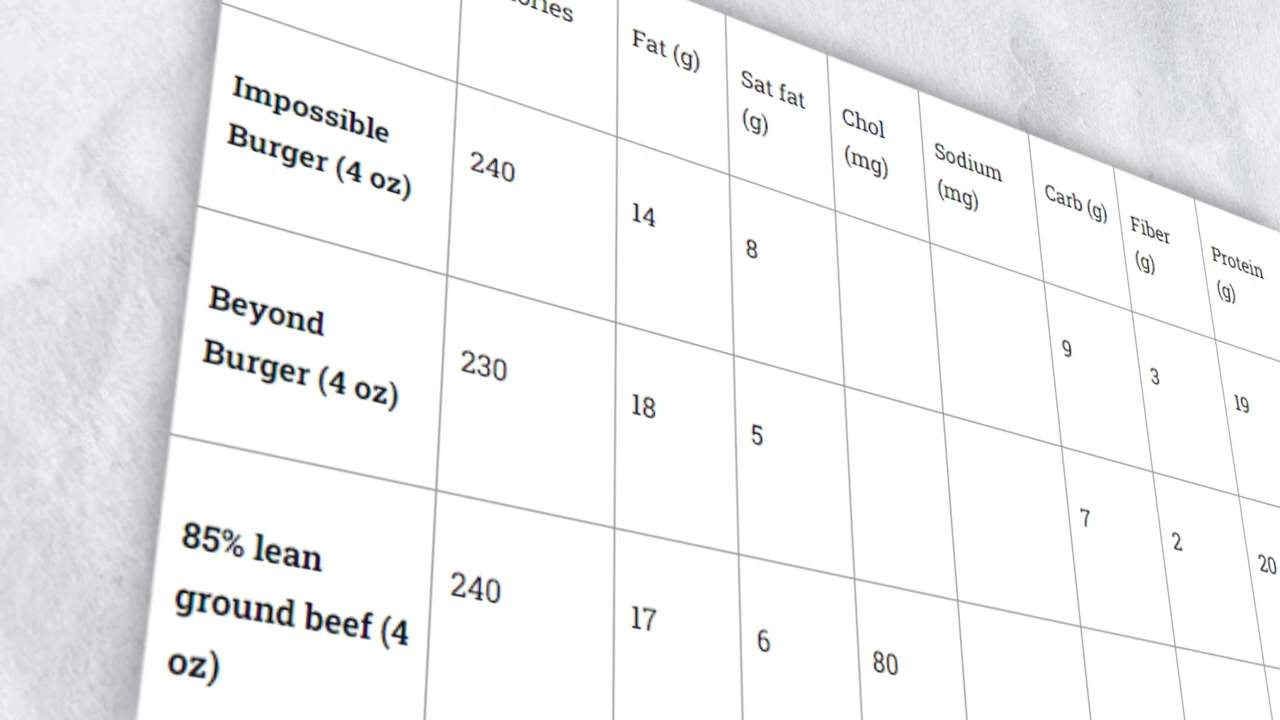 Fat (g)
Sat fat
(g)
Chol
(mg)
Sodium
(mg)
Carb (g)
Fiber
(g)
Protein
(g)
Impossible
Burger (4 oz)
240
14
8
9
3
19
Beyond
Burger (4 oz)
230
18
5
7
2
20
85% lean
ground beef (4
oz)
240
17
6
80